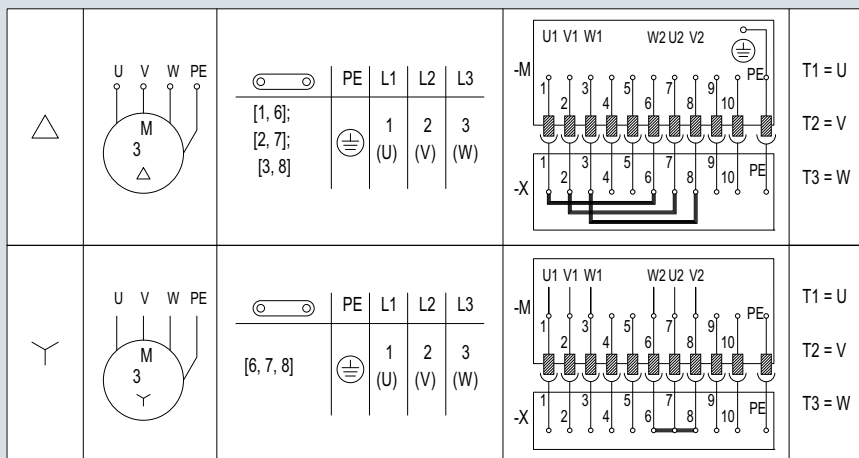 U V W PE
M
3
PE L1 L2 L3
[1, 6];
[2, 7];
[3, 8]
1 2 3
(U) (V) (W)
U1 V1 W1 W2 U2 V2
-M
1 2 3 4 5 6 7 8 9 10 PE
-X
1 2 3 4 5 6 7 8 9 10 PE
T1 = U
T2 = V
T3 = W
U V W PE
M
3
PE L1 L2 L3
[6, 7, 8]
1 2 3
(U) (V) (W)
U1 V1 W1 W2 U2 V2
-M
1 2 3 4 5 6 7 8 9 10 PE
-X
1 2 3 4 5 6 7 8 9 10 PE
T1 = U
T2 = V
T3 = W